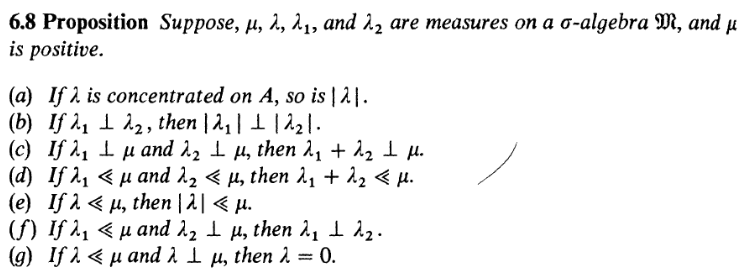 6.8 Proposition Suppose, μ, λ, λ₁, and λ₂ are measures on a σ-algebra 𝔐, and μ
is positive.
(a) If λ is concentrated on A, so is |λ|.
(b) If λ₁ ⊥ λ₂, then |λ₁| ⊥ |λ₂|.
(c) If λ₁ ⊥ μ and λ₂ ⊥ μ, then λ₁ + λ₂ ⊥ μ.
(d) If λ₁ ≪ μ and λ₂ ≪ μ, then λ₁ + λ₂ ≪ μ.
(e) If λ ≪ μ, then |λ| ≪ μ.
(f) If λ₁ ≪ μ and λ₂ ⊥ μ, then λ₁ ⊥ λ₂.
(g) If λ ≪ μ and λ ⊥ μ, then λ = 0.